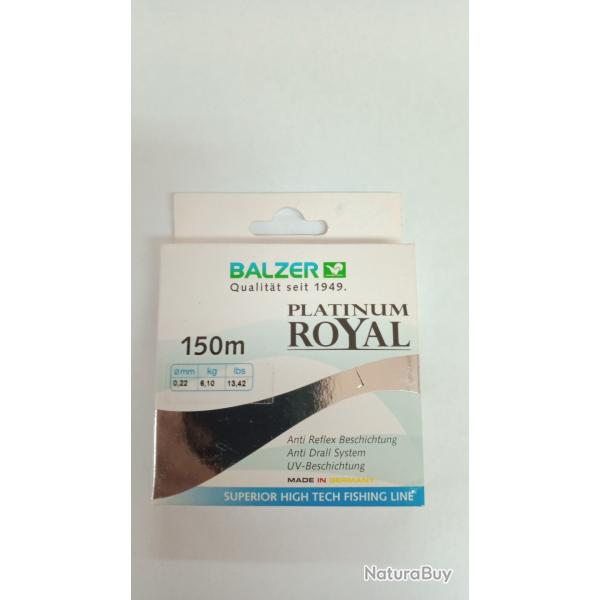 BALZER
Qualität seit 1949.
PLATINUM
ROYAL
150m
ømm kg lbs
0,22 6,10 13,42
Anti Reflex Beschichtung
Anti Drall System
UV-Beschichtung
MADE IN GERMANY
SUPERIOR HIGH TECH FISHING LINE
NaturaBuy